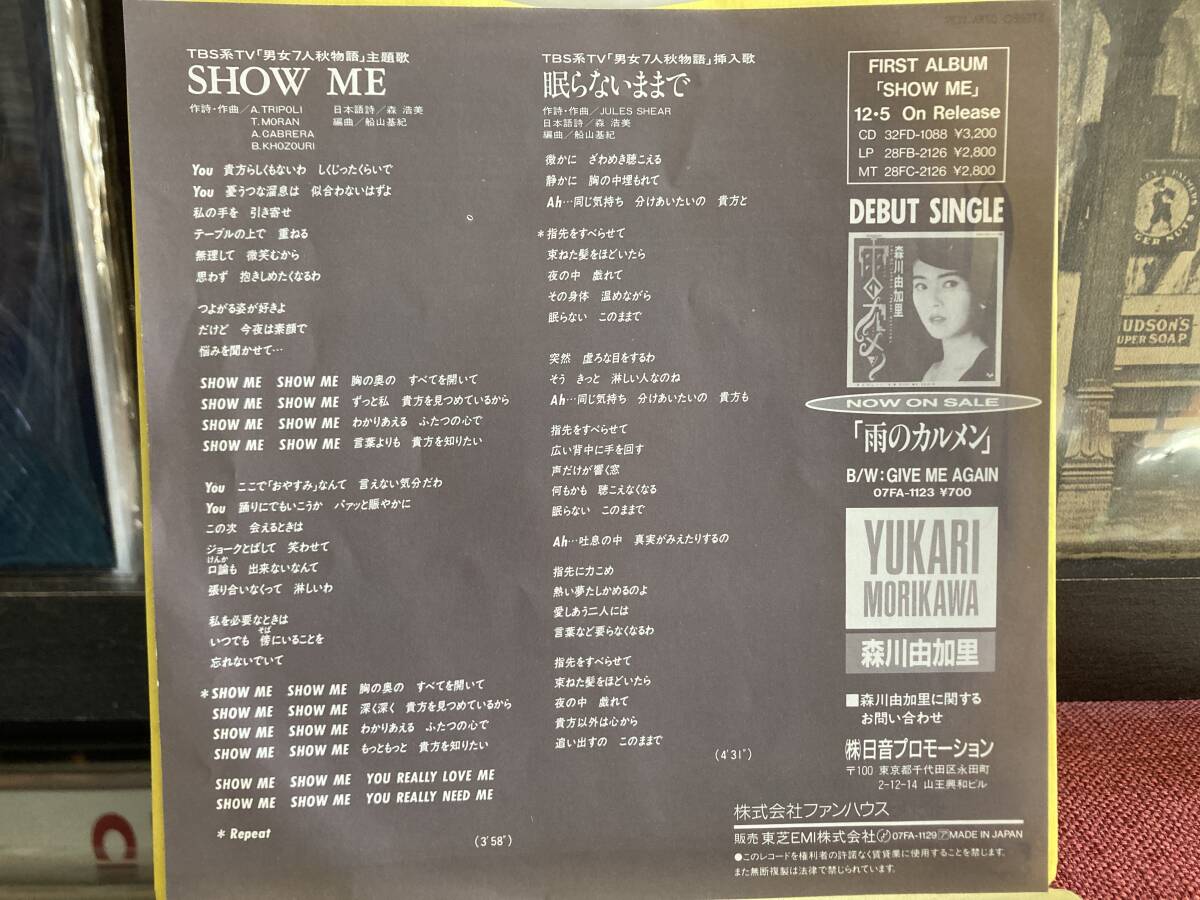 TBS系TV「男女7人秋物語」主題歌
SHOW ME
作詩・作曲/A.TRIPOLI
T.MORAN
A.CABRERA
B.KHOZOURI
日本語詩/森 浩美
編曲/船山基紀
You 貴方らしくもないわ しくじったくらいで
You 憂うつな溜息は 似合わないはずよ
私の手を 引き寄せ
テーブルの上で 重ねる
無理して 微笑むから
思わず 抱きしめたくなるわ
つよがる姿が好きよ
だけど 今夜は素顔で
悩みを聞かせて…
SHOW ME SHOW ME 胸の奥の すべてを開いて
SHOW ME SHOW ME ずっと私 貴方を見つめているから
SHOW ME SHOW ME わかりあえる ふたつの心で
SHOW ME SHOW ME 言葉よりも 貴方を知りたい
You ここで「おやすみ」なんて 言えない気分だわ
You 踊りにでもいこうか パァッと賑やかに
この次 会えるときは
ジョークとばして 笑わせて
けんか
口論も 出来ないなんて
張り合いなくって 淋しいわ
私を必要なときは
そば
いつでも 傍にいることを
忘れないでいて
*SHOW ME SHOW ME 胸の奥の すべてを開いて
SHOW ME SHOW ME 深く深く 貴方を見つめているから
SHOW ME SHOW ME わかりあえる ふたつの心で
SHOW ME SHOW ME もっともっと 貴方を知りたい
SHOW ME SHOW ME YOU REALLY LOVE ME
SHOW ME SHOW ME YOU REALLY NEED ME
* Repeat
(3'58")
TBS系TV「男女7人秋物語」挿入歌
眠らないままで
作詩・作曲/JULES SHEAR
日本語詩/森 浩美
編曲/船山基紀
微かに ざわめき聴こえる
静かに 胸の中埋もれて
Ah…同じ気持ち 分けあいたいの 貴方と
*指先をすべらせて
束ねた髪をほどいたら
夜の中 戯れて
その身体 温めながら
眠らない このままで
突然 虚ろな目をするわ
そう きっと 淋しい人なのね
Ah…同じ気持ち 分けあいたいの 貴方も
指先をすべらせて
広い背中に手を回す
声だけが響く窓
何もかも 聴こえなくなる
眠らない このままで
Ah…吐息の中 真実がみえたりするの
指先に力こめ
熱い夢たしかめるのよ
愛しあう二人には
言葉など要らなくなるわ
指先をすべらせて
束ねた髪をほどいたら
夜の中 戯れて
貴方以外は心から
追い出すの このままで
(4'31")
FIRST ALBUM
「SHOW ME」
12・5 On Release
CD 32FD-1088 ¥3,200
LP 28FB-2126 ¥2,800
MT 28FC-2126 ¥2,800
DEBUT SINGLE
雨のカルメン
森川由加里
NOW ON SALE
「雨のカルメン」
B/W:GIVE ME AGAIN
07FA-1123 ¥700
YUKARI
MORIKAWA
森川由加里
■森川由加里に関する
お問い合わせ
㈱日音プロモーション
〒100 東京都千代田区永田町
2-12-14 山王興和ビル
株式会社ファンハウス
販売 東芝EMI株式会社 07FA-1129 ㋐ MADE IN JAPAN
●このレコードを権利者の許諾なく賃貸業に使用することを禁じます。
また無断複製は法律で禁じられています。
HUDSON'S
SUPER SOAP